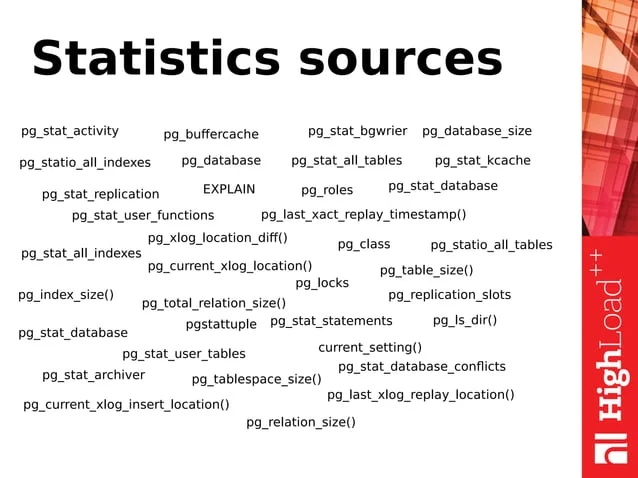 Statistics sources
pg_stat_activity
pg_buffercache
pg_stat_bgwrier
pg_database_size
pg_statio_all_indexes
pg_database
pg_stat_all_tables
pg_stat_kcache
pg_stat_replication
EXPLAIN
pg_roles
pg_stat_database
pg_stat_user_functions
pg_last_xact_replay_timestamp()
pg_stat_all_indexes
pg_xlog_location_diff()
pg_class
pg_statio_all_tables
pg_current_xlog_location()
pg_locks
pg_table_size()
pg_index_size()
pg_total_relation_size()
pg_replication_slots
pg_stat_database
pgstattuple
pg_stat_statements
pg_ls_dir()
pg_stat_user_tables
current_setting()
pg_stat_archiver
pg_tablespace_size()
pg_stat_database_conflicts
pg_current_xlog_insert_location()
pg_last_xlog_replay_location()
pg_relation_size()
HighLoad++